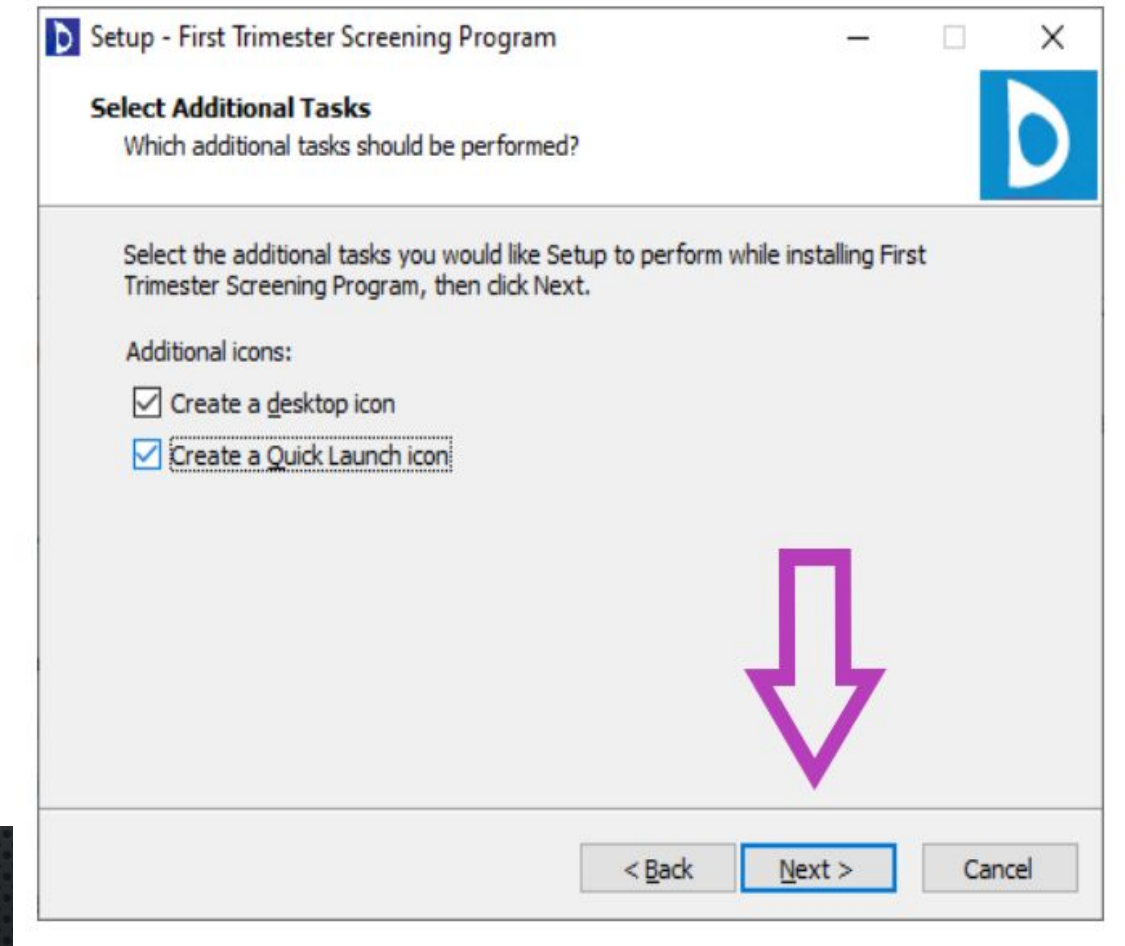 Setup - First Trimester Screening Program
Select Additional Tasks
Which additional tasks should be performed?
Select the additional tasks you would like Setup to perform while installing First
Trimester Screening Program, then click Next.
Additional icons:
Create a desktop icon
Create a Quick Launch icon
< Back Next > Cancel